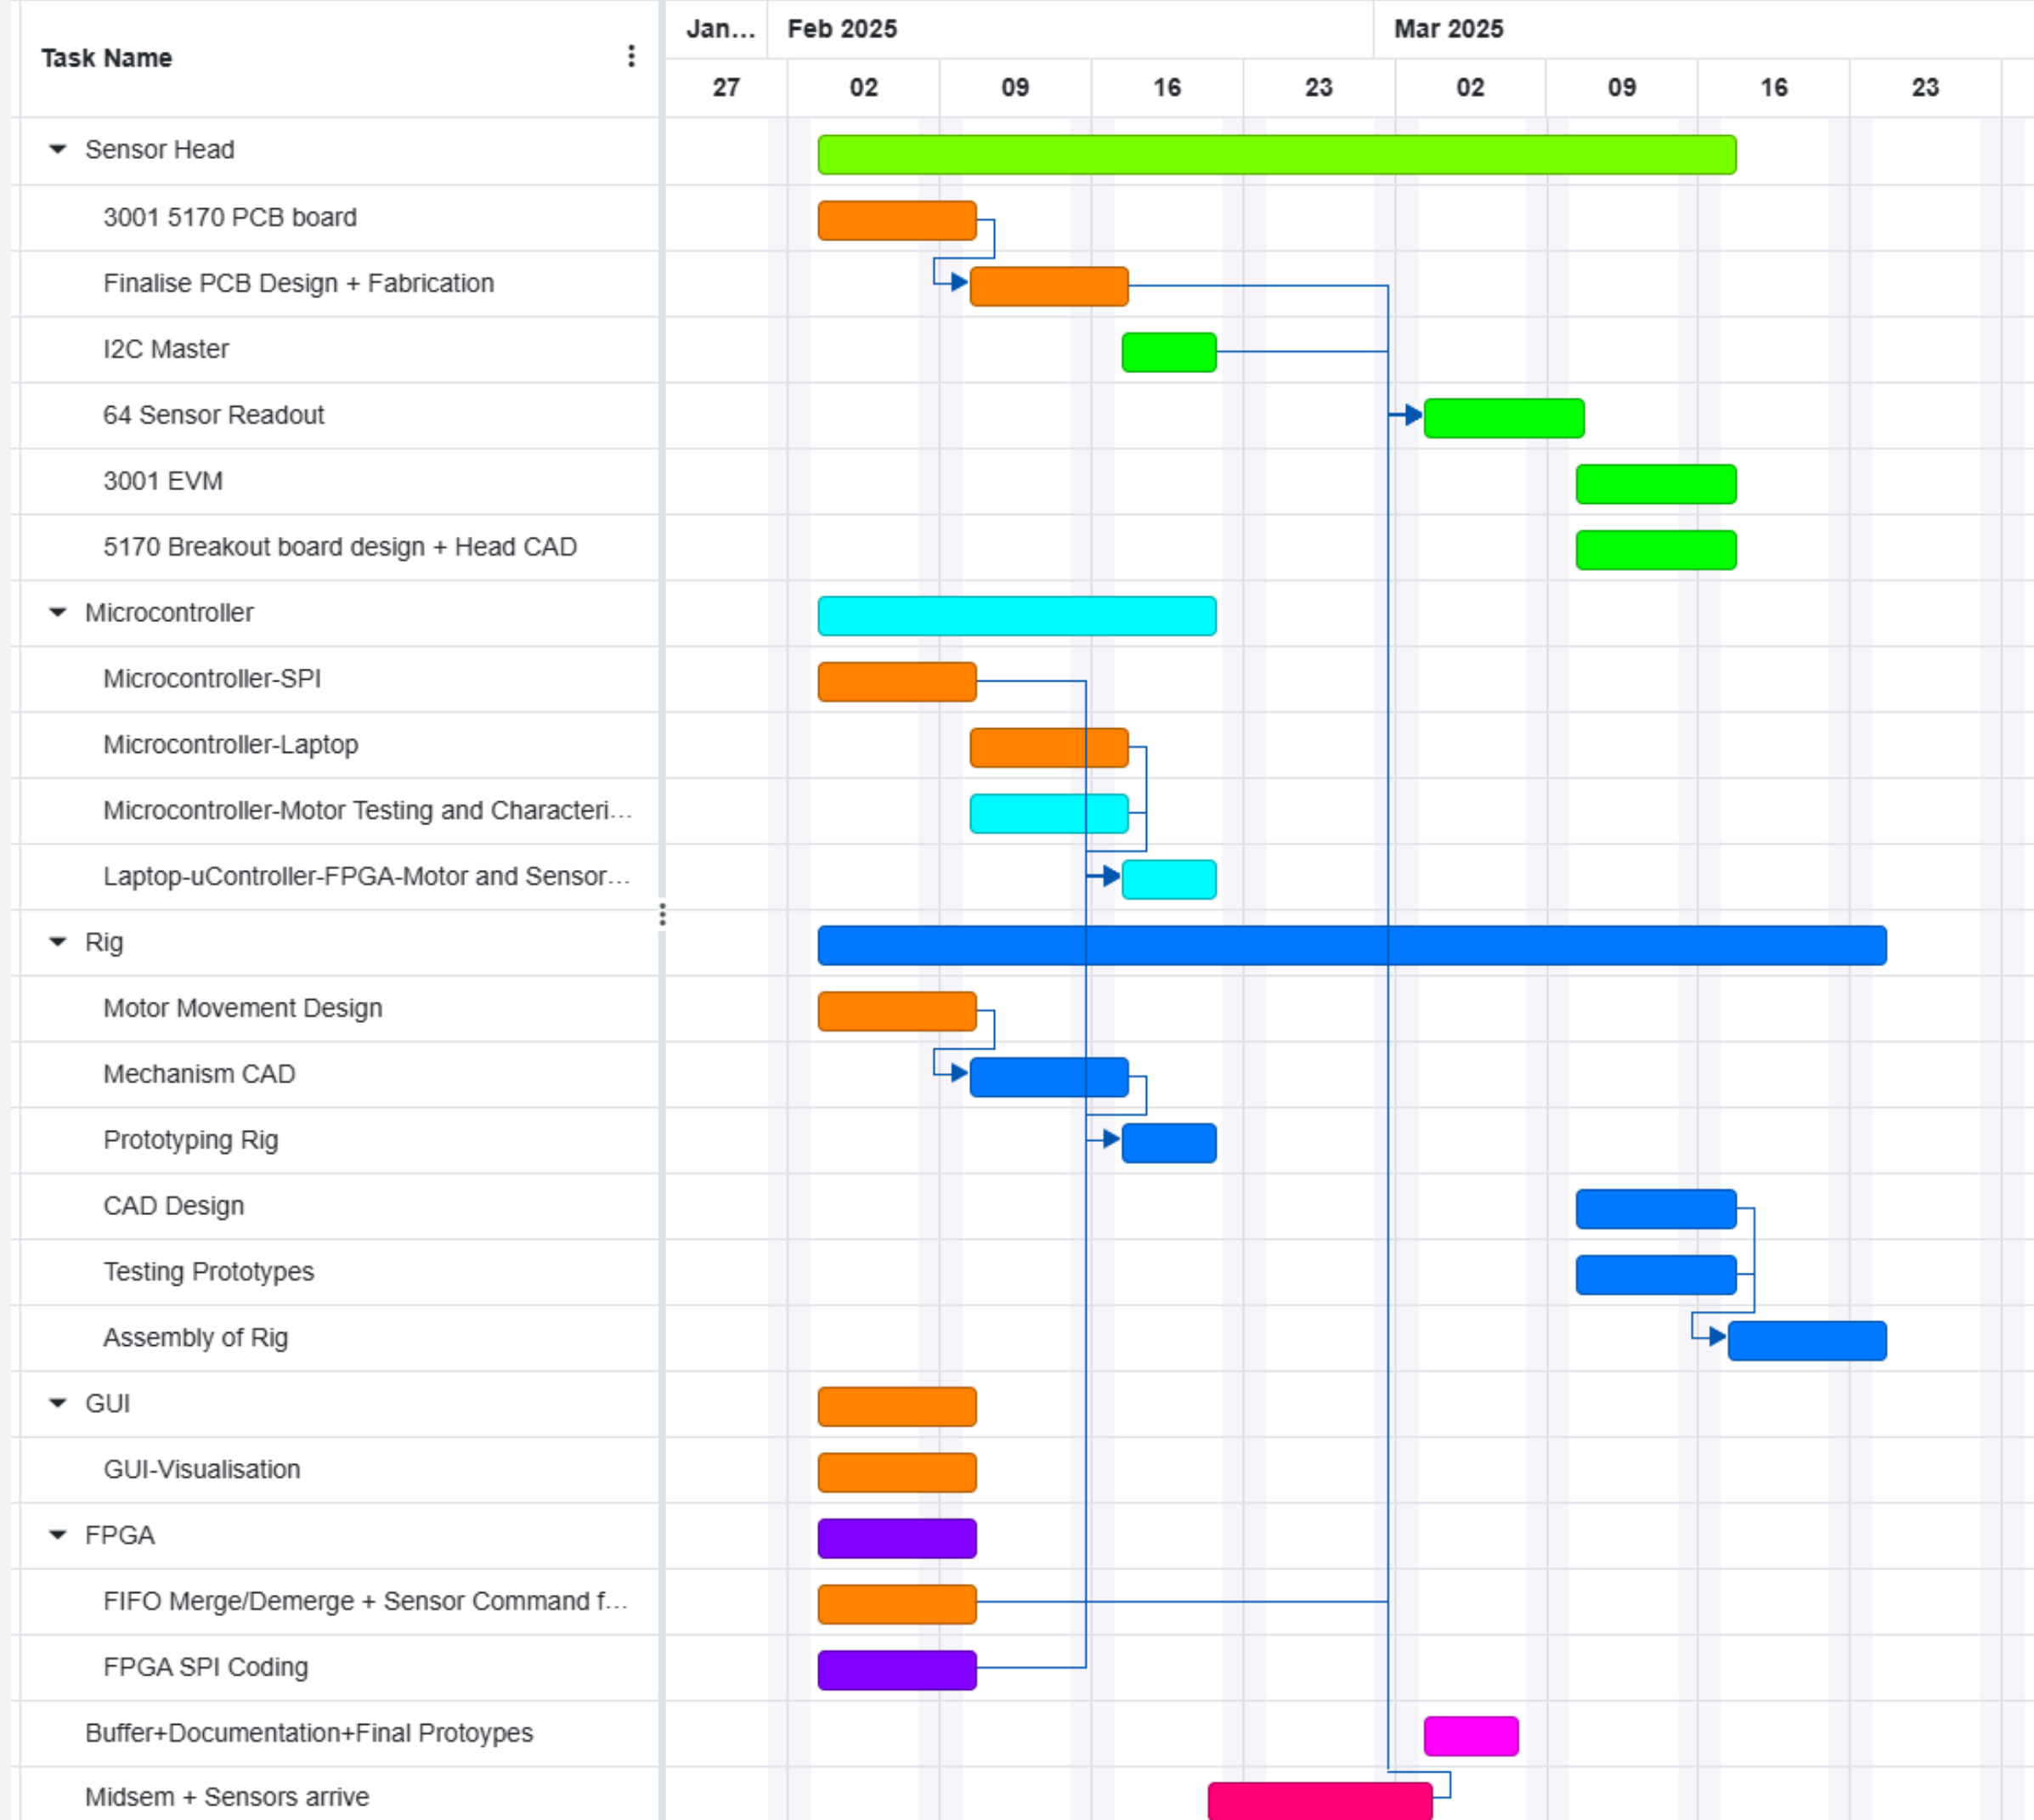 Task Name
Jan... Feb 2025 Mar 2025
27 02 09 16 23 02 09 16 23
Sensor Head
3001 5170 PCB board
Finalise PCB Design + Fabrication
I2C Master
64 Sensor Readout
3001 EVM
5170 Breakout board design + Head CAD
Microcontroller
Microcontroller-SPI
Microcontroller-Laptop
Microcontroller-Motor Testing and Characteri...
Laptop-uController-FPGA-Motor and Sensor...
Rig
Motor Movement Design
Mechanism CAD
Prototyping Rig
CAD Design
Testing Prototypes
Assembly of Rig
GUI
GUI-Visualisation
FPGA
FIFO Merge/Demerge + Sensor Command f...
FPGA SPI Coding
Buffer+Documentation+Final Protoypes
Midsem + Sensors arrive